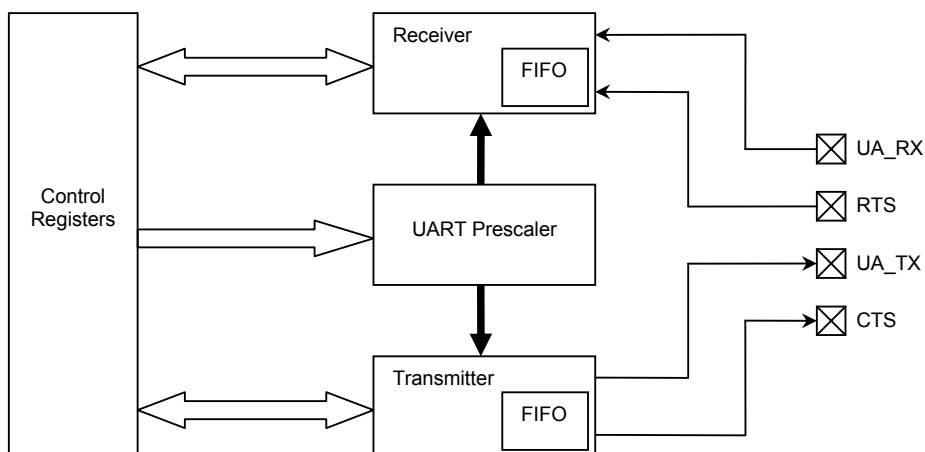 Receiver
FIFO
Control
Registers
UART Prescaler
Transmitter
FIFO
UA_RX
RTS
UA_TX
CTS